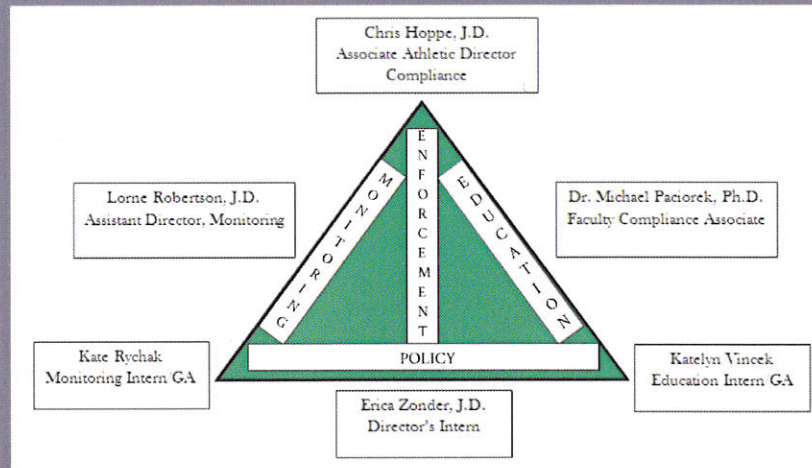 Chris Hoppe, J.D.
Associate Athletic Director
Compliance
ENFORCEMENT
MONITORING
EDUCATION
Lorne Robertson, J.D.
Assistant Director, Monitoring
Dr. Michael Paciorek, Ph.D.
Faculty Compliance Associate
POLICY
Kate Rychak
Monitoring Intern GA
Katelyn Vincek
Education Intern GA
Erica Zonder, J.D.
Director's Intern